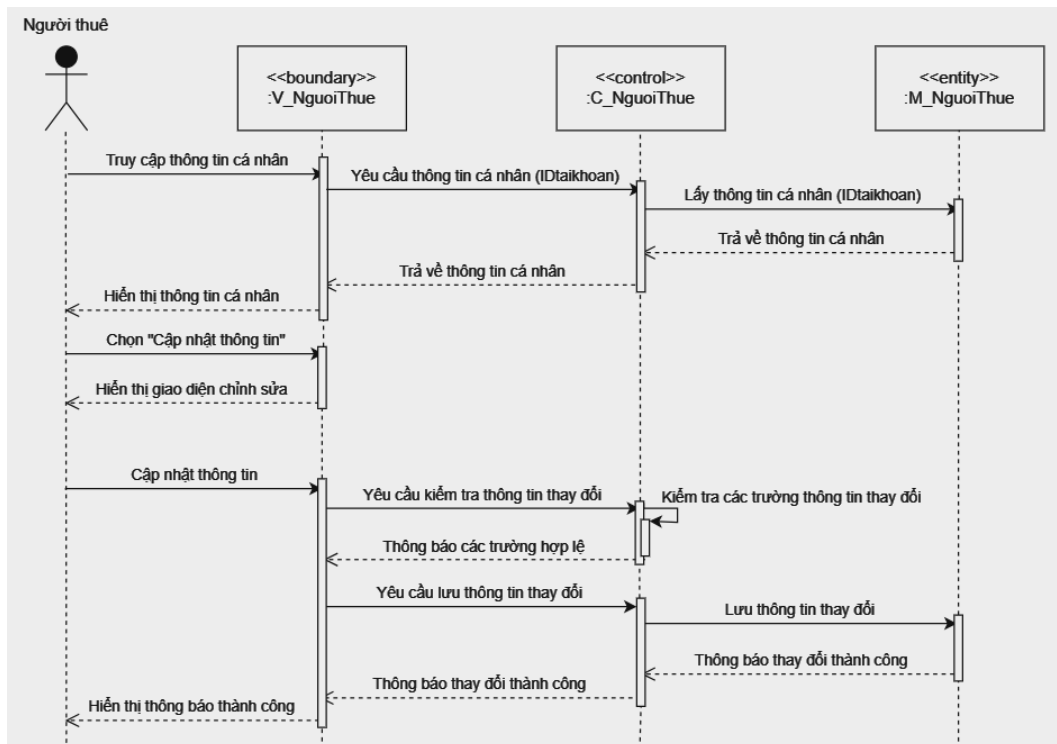 Người thuê
<<boundary>>
:V_NguoiThue
<<control>>
:C_NguoiThue
<<entity>>
:M_NguoiThue
Truy cập thông tin cá nhân
Yêu cầu thông tin cá nhân (IDtaikhoan)
Lấy thông tin cá nhân (IDtaikhoan)
Trả về thông tin cá nhân
Trả về thông tin cá nhân
Hiển thị thông tin cá nhân
Chọn "Cập nhật thông tin"
Hiển thị giao diện chỉnh sửa
Cập nhật thông tin
Yêu cầu kiểm tra thông tin thay đổi
Kiểm tra các trường thông tin thay đổi
Thông báo các trường hợp lệ
Yêu cầu lưu thông tin thay đổi
Lưu thông tin thay đổi
Thông báo thay đổi thành công
Thông báo thay đổi thành công
Hiển thị thông báo thành công